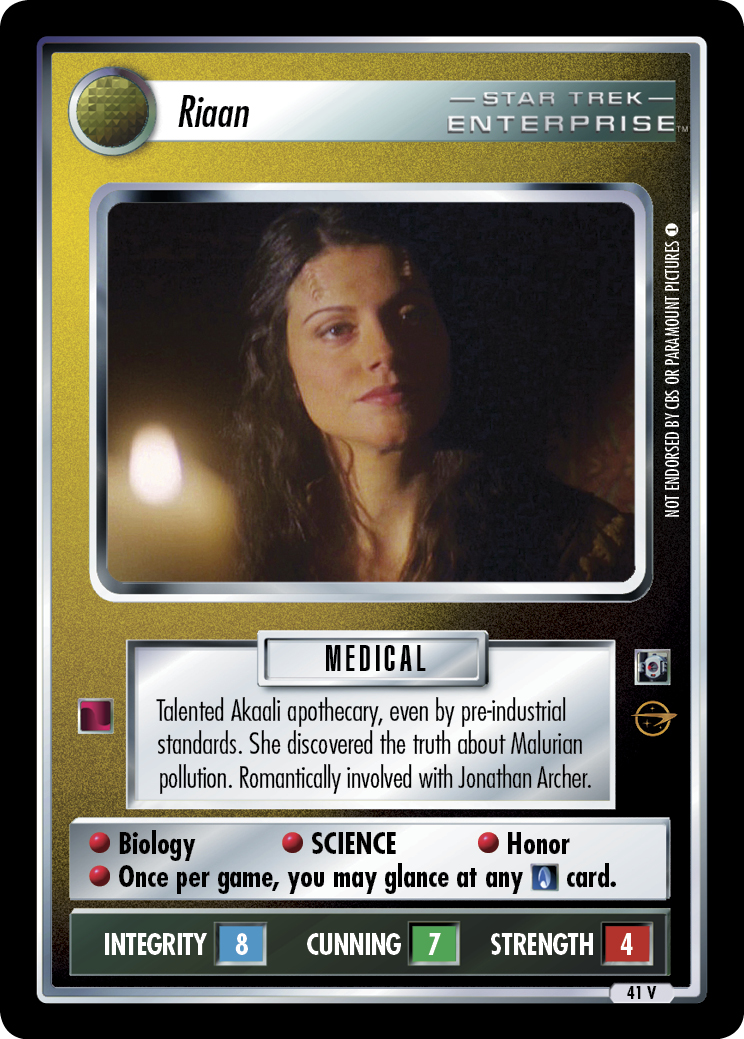 Riaan
STAR TREK
ENTERPRISE™
NOT ENDORSED BY CBS OR PARAMOUNT PICTURES 1
MEDICAL
Talented Akaali apothecary, even by pre-industrial
standards. She discovered the truth about Malurian
pollution. Romantically involved with Jonathan Archer.
Biology SCIENCE Honor
Once per game, you may glance at any card.
INTEGRITY 8 CUNNING 7 STRENGTH 4
41 V